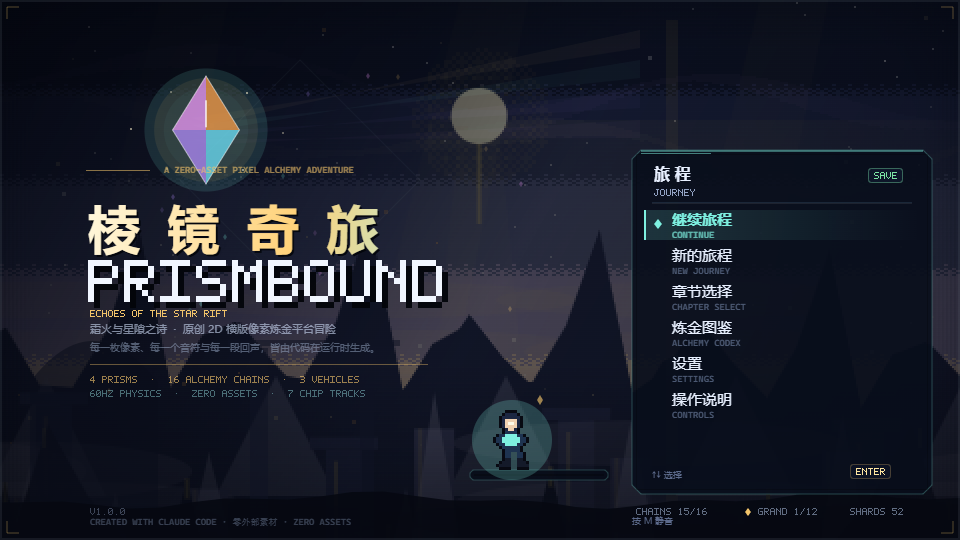 A ZERO-ASSET PIXEL ALCHEMY ADVENTURE
棱镜奇旅
PRISMBOUND
ECHOES OF THE STAR RIFT
霜火与星陨之诗 · 原创 2D 横版像素炼金平台冒险
每一枚像素、每一个音符与每一段回声，皆由代码在运行时生成。
4 PRISMS · 16 ALCHEMY CHAINS · 3 VEHICLES
60HZ PHYSICS · ZERO ASSETS · 7 CHIP TRACKS
V1.0.0
CREATED WITH CLAUDE CODE · 零外部素材 · ZERO ASSETS
旅程
JOURNEY
SAVE
继续旅程
CONTINUE
新的旅程
NEW JOURNEY
章节选择
CHAPTER SELECT
炼金图鉴
ALCHEMY CODEX
设置
SETTINGS
操作说明
CONTROLS
↑↓ 选择
ENTER
CHAINS 15/16 ♦ GRAND 1/12 SHARDS 52
按 M 静音